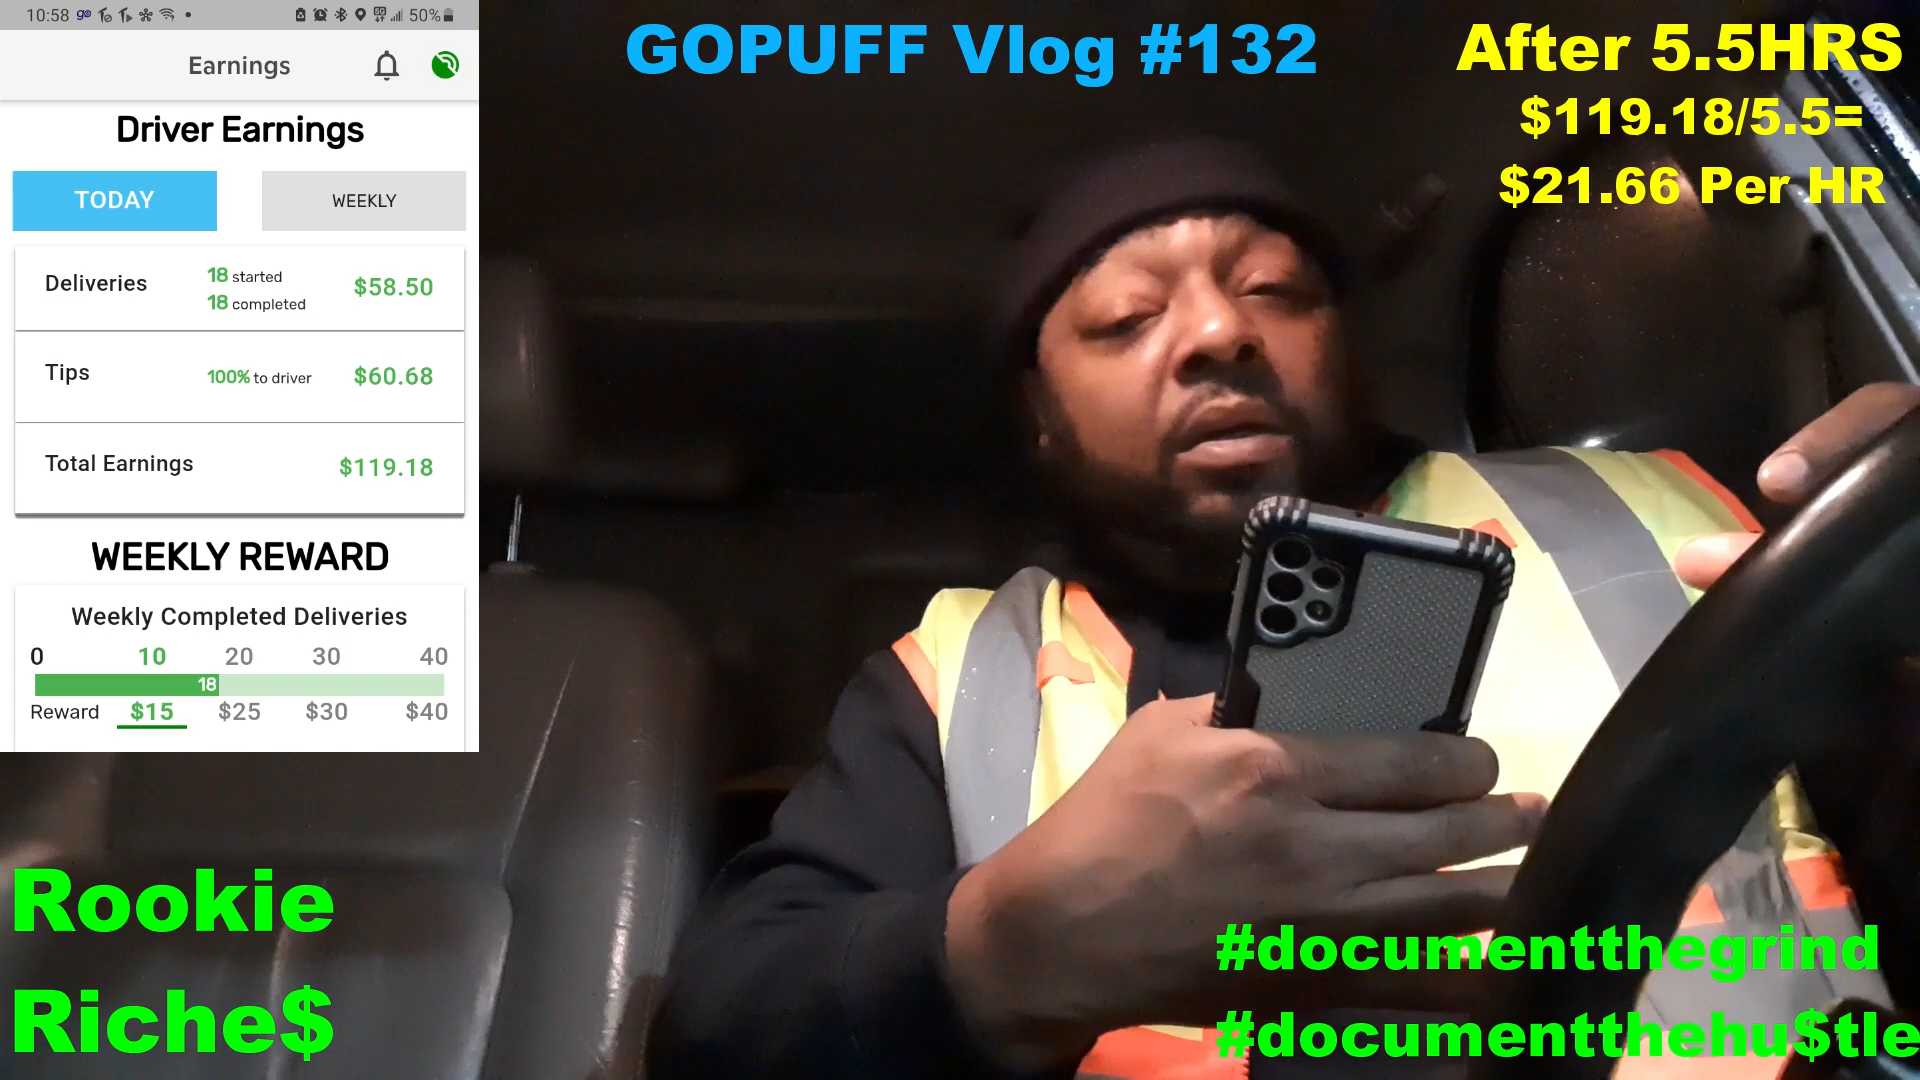 10:58
50%
Earnings
Driver Earnings
TODAY
WEEKLY
Deliveries
18 started
18 completed
$58.50
Tips
100% to driver
$60.68
Total Earnings
$119.18
WEEKLY REWARD
Weekly Completed Deliveries
0 10 20 30 40
18
Reward $15 $25 $30 $40
GOPUFF Vlog #132
After 5.5HRS
$119.18/5.5=
$21.66 Per HR
Rookie
Riche$
#documentthegrind
#documentthehu$tle